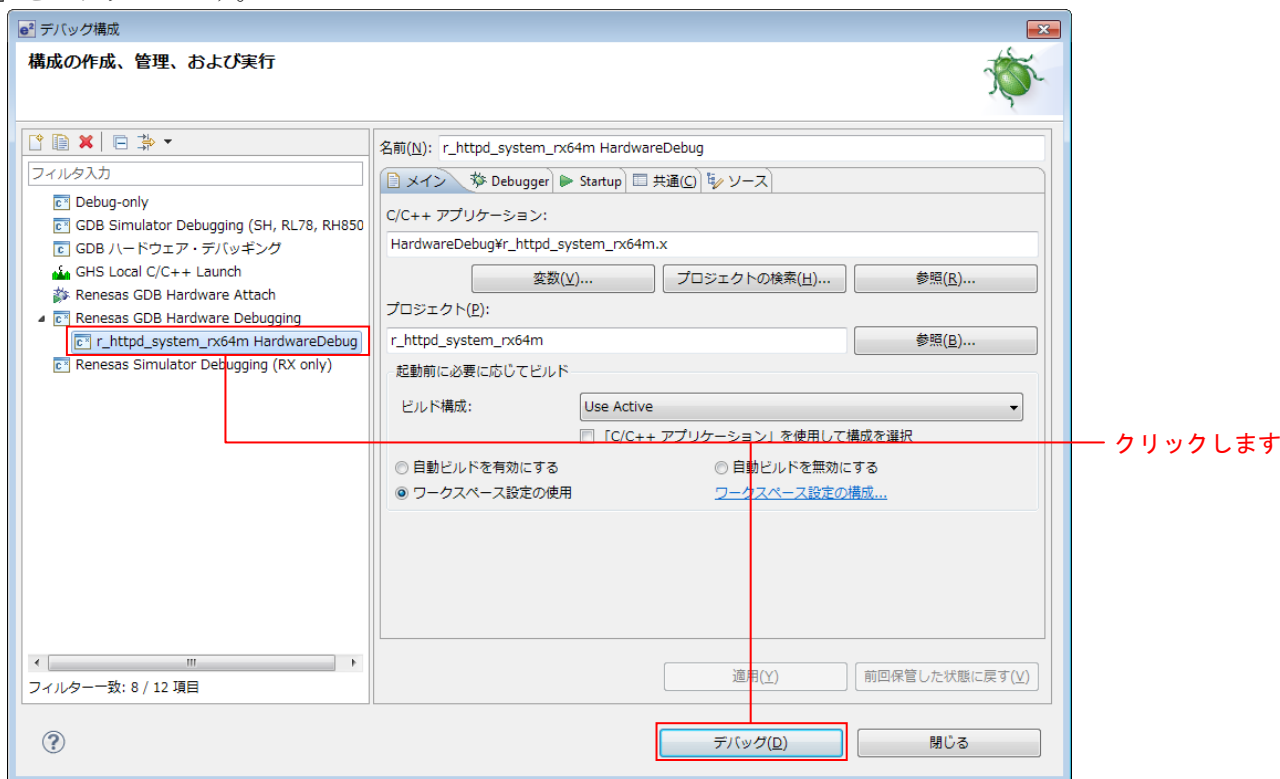 e² デバッグ構成
構成の作成、管理、および実行
フィルタ入力
Debug-only
GDB Simulator Debugging (SH, RL78, RH850
GDB ハードウェア・デバッギング
GHS Local C/C++ Launch
Renesas GDB Hardware Attach
Renesas GDB Hardware Debugging
r_httpd_system_rx64m HardwareDebug
Renesas Simulator Debugging (RX only)
フィルター一致: 8 / 12 項目
名前(N): r_httpd_system_rx64m HardwareDebug
メイン Debugger Startup 共通(C) ソース
C/C++ アプリケーション:
HardwareDebug¥r_httpd_system_rx64m.x
変数(V)... プロジェクトの検索(H)... 参照(R)...
プロジェクト(P):
r_httpd_system_rx64m 参照(B)...
起動前に必要に応じてビルド
ビルド構成: Use Active
「C/C++ アプリケーション」を使用して構成を選択
自動ビルドを有効にする 自動ビルドを無効にする
ワークスペース設定の使用 ワークスペース設定の構成...
適用(Y) 前回保管した状態に戻す(V)
デバッグ(D) 閉じる
クリックします